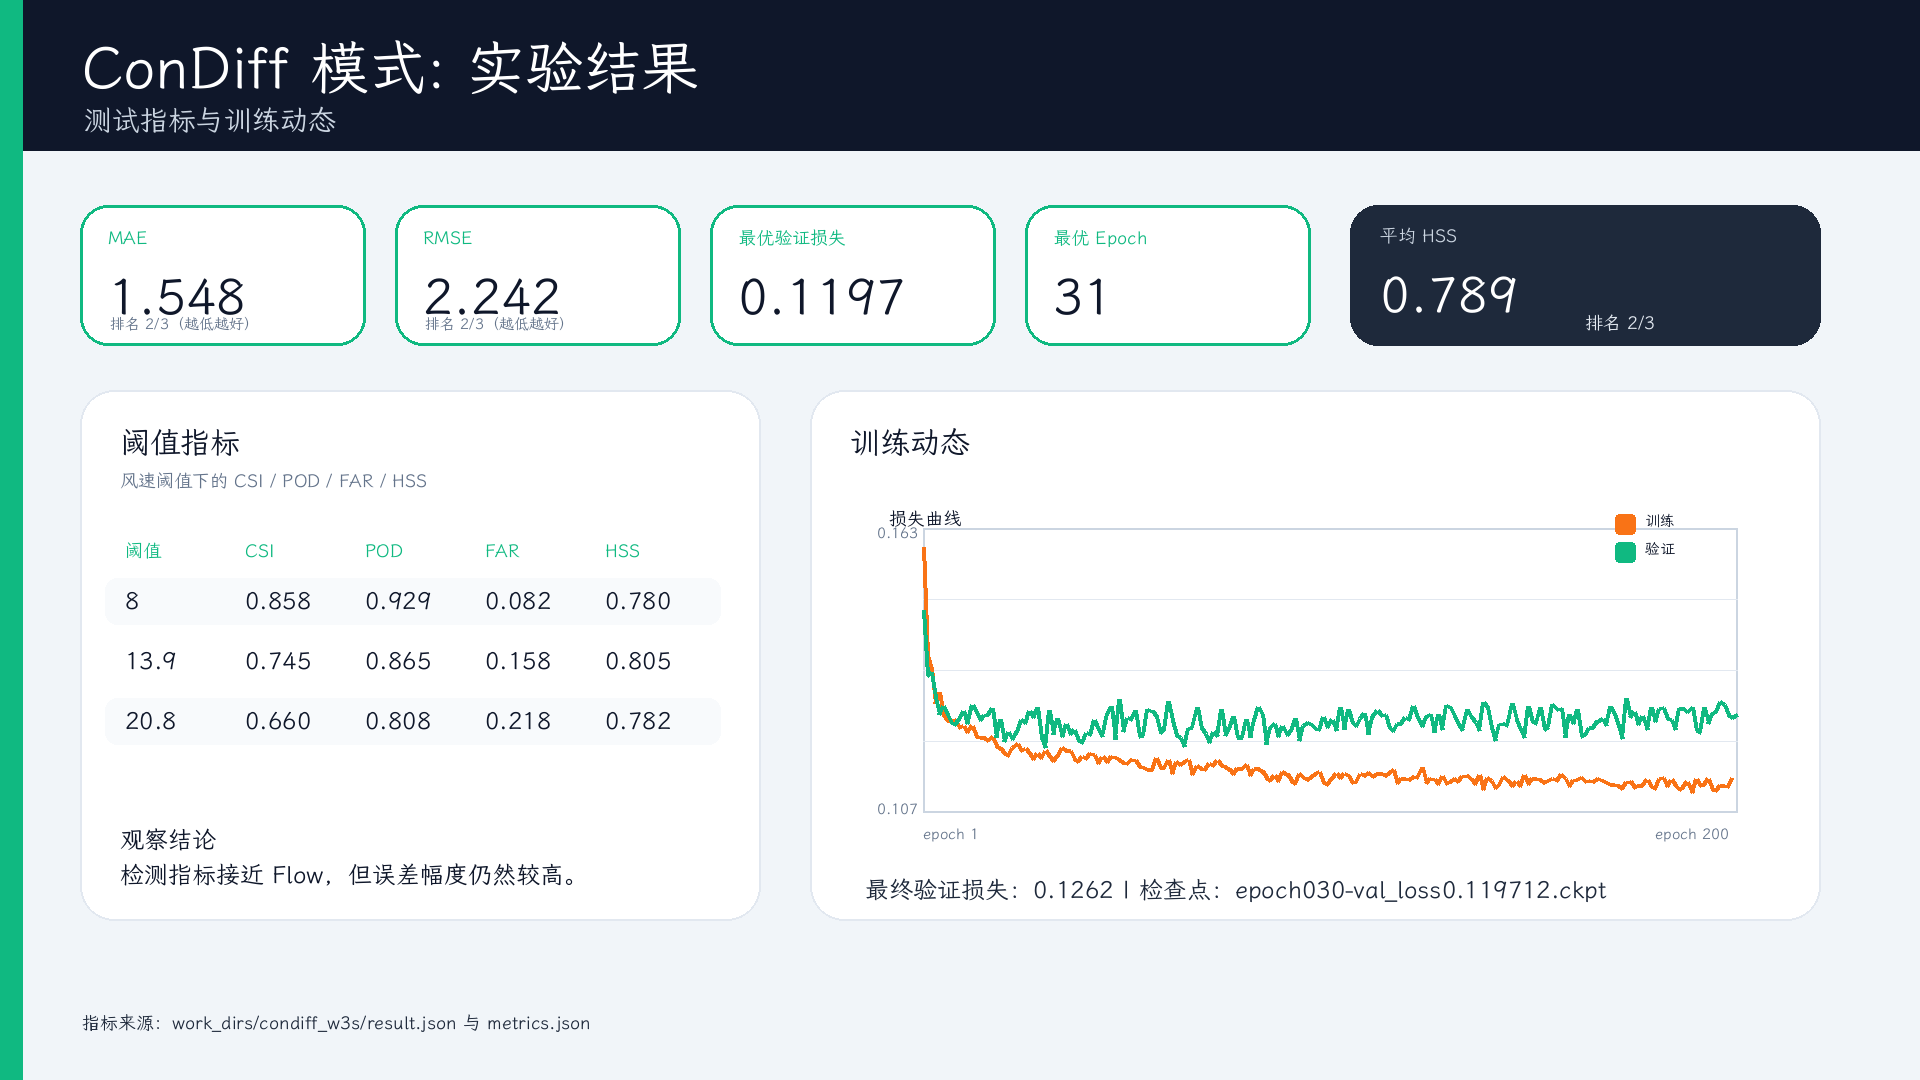 ConDiff 模式: 实验结果
测试指标与训练动态
MAE
1.548
排名 2/3（越低越好）
RMSE
2.242
排名 2/3（越低越好）
最优验证损失
0.1197
最优 Epoch
31
平均 HSS
0.789
排名 2/3
阈值指标
风速阈值下的 CSI / POD / FAR / HSS
阈值 CSI POD FAR HSS
8 0.858 0.929 0.082 0.780
13.9 0.745 0.865 0.158 0.805
20.8 0.660 0.808 0.218 0.782
观察结论
检测指标接近 Flow，但误差幅度仍然较高。
训练动态
损失曲线
0.163
训练
验证
0.107
epoch 1
epoch 200
最终验证损失：0.1262 | 检查点：epoch030-val_loss0.119712.ckpt
指标来源：work_dirs/condiff_w3s/result.json 与 metrics.json